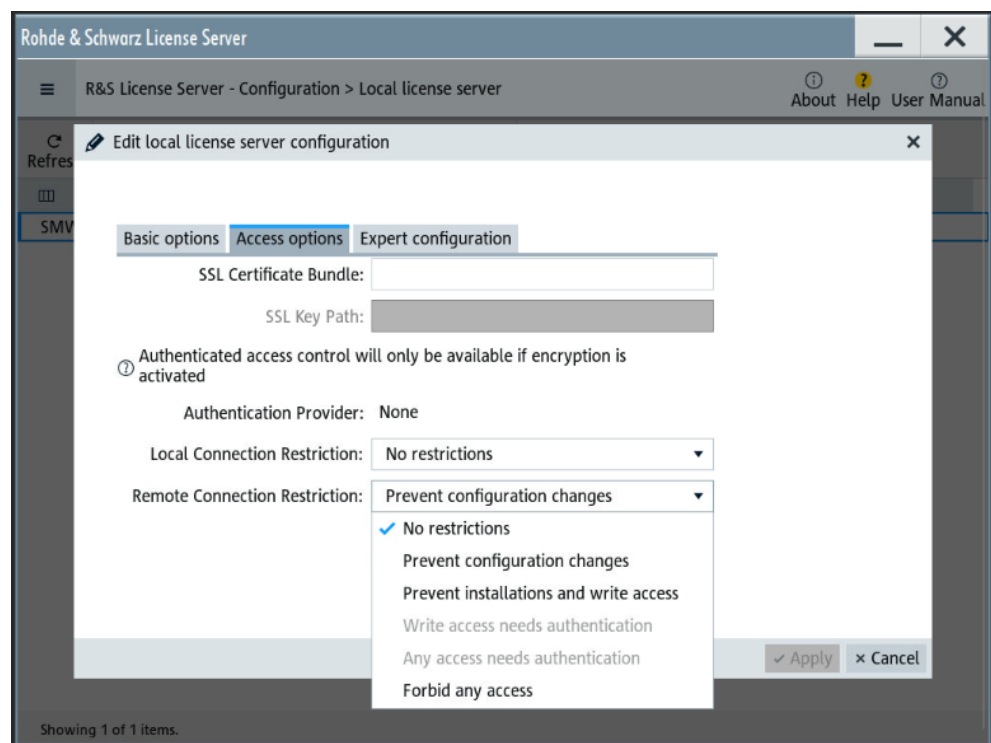 Rohde & Schwarz License Server
R&S License Server - Configuration > Local license server
About Help User Manual
Refres
Edit local license server configuration
SMW
Basic options Access options Expert configuration
SSL Certificate Bundle:
SSL Key Path:
Authenticated access control will only be available if encryption is
activated
Authentication Provider: None
Local Connection Restriction: No restrictions
Remote Connection Restriction: Prevent configuration changes
No restrictions
Prevent configuration changes
Prevent installations and write access
Write access needs authentication
Any access needs authentication
Forbid any access
Apply Cancel
Showing 1 of 1 items.